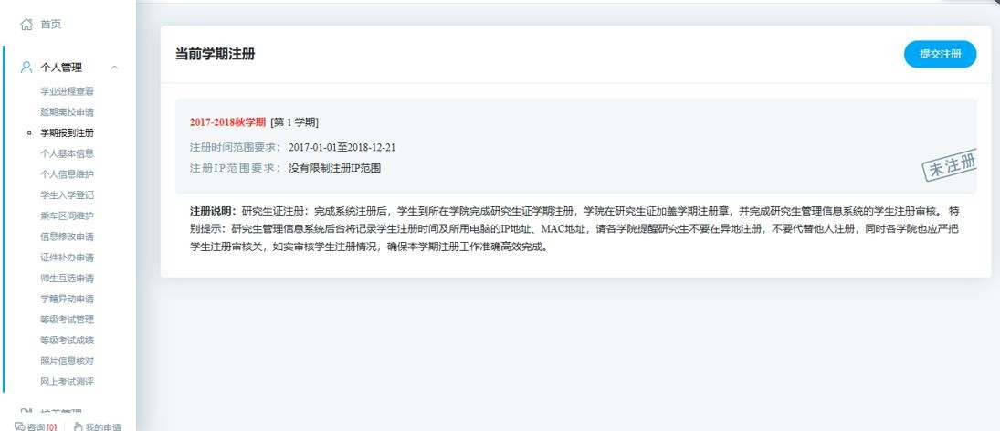 首页
个人管理
学业进程查看
延期离校申请
学期报到注册
个人基本信息
个人信息维护
学生入学登记
乘车区间维护
信息修改申请
证件补办申请
师生互选申请
学籍异动申请
等级考试管理
等级考试成绩
照片信息核对
网上考试测评
咨询[0]
我的申请
当前学期注册
提交注册
2017-2018秋学期 [第 1 学期]
注册时间范围要求： 2017-01-01至2018-12-21
注册IP范围要求： 没有限制注册IP范围
未注册
注册说明：研究生证注册：完成系统注册后，学生到所在学院完成研究生证学期注册，学院在研究生证加盖学期注册章，并完成研究生管理信息系统的学生注册审核。 特
别提示：研究生管理信息系统后台将记录学生注册时间及所用电脑的IP地址、MAC地址，请各学院提醒研究生不要在异地注册，不要代替他人注册，同时各学院也应严把
学生注册审核关，如实审核学生注册情况，确保本学期注册工作准确高效完成。